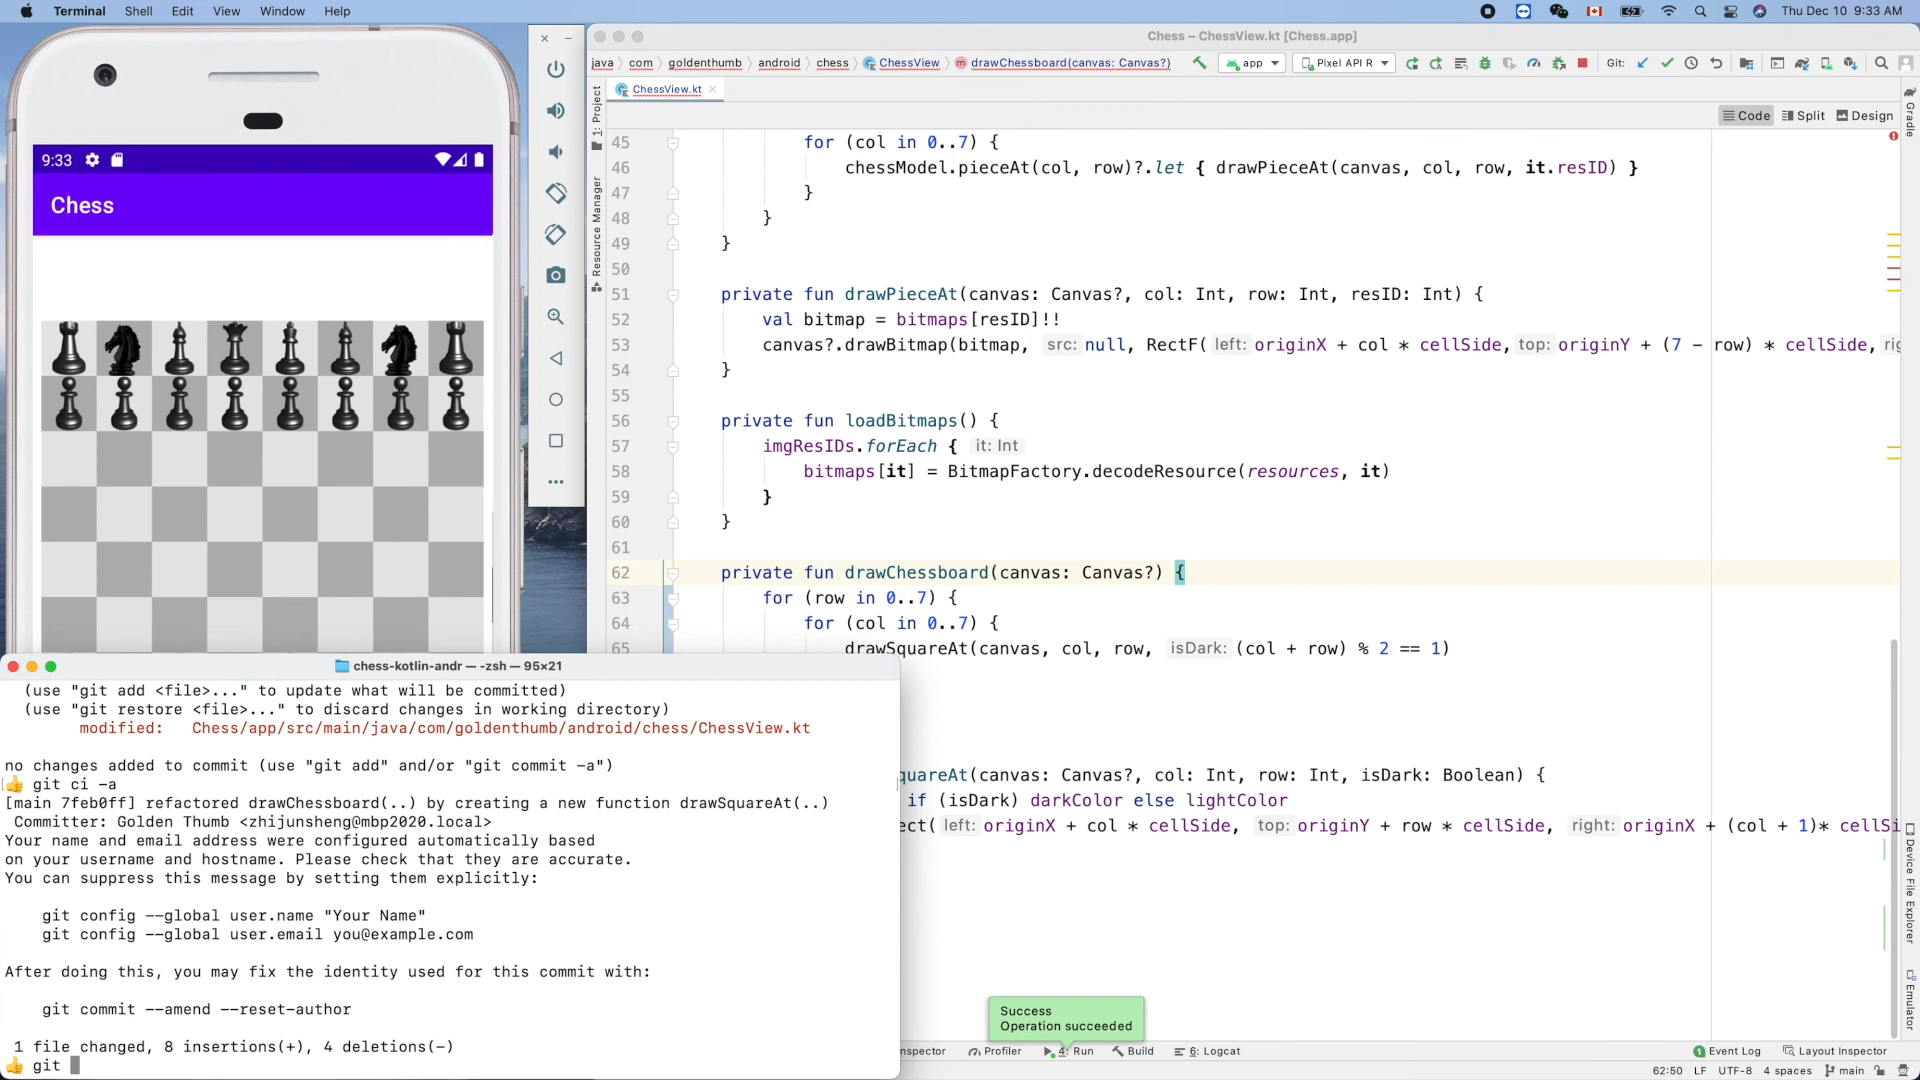 Terminal Shell Edit View Window Help
Thu Dec 10 9:33 AM
Chess – ChessView.kt [Chess.app]
java com goldenthumb android chess ChessView drawChessboard(canvas: Canvas?) app Pixel API R Git:
ChessView.kt
Code Split Design
1: Project
Resource Manager
Gradle
Device File Explorer
Emulator
9:33
Chess
45 for (col in 0..7) {
46 chessModel.pieceAt(col, row)?.let { drawPieceAt(canvas, col, row, it.resID) }
47 }
48 }
49 }
50
51 private fun drawPieceAt(canvas: Canvas?, col: Int, row: Int, resID: Int) {
52 val bitmap = bitmaps[resID]!!
53 canvas?.drawBitmap(bitmap, src: null, RectF( left: originX + col * cellSide, top: originY + (7 - row) * cellSide,
54 }
55
56 private fun loadBitmaps() {
57 imgResIDs.forEach { it: Int
58 bitmaps[it] = BitmapFactory.decodeResource(resources, it)
59 }
60 }
61
62 private fun drawChessboard(canvas: Canvas?) {
63 for (row in 0..7) {
64 for (col in 0..7) {
65 drawSquareAt(canvas, col, row, isDark: (col + row) % 2 == 1)
quareAt(canvas: Canvas?, col: Int, row: Int, isDark: Boolean) {
if (isDark) darkColor else lightColor
ect( left: originX + col * cellSide, top: originY + row * cellSide, right: originX + (col + 1)* cellSi
chess-kotlin-andr — -zsh — 95×21
(use "git add <file>..." to update what will be committed)
(use "git restore <file>..." to discard changes in working directory)
modified: Chess/app/src/main/java/com/goldenthumb/android/chess/ChessView.kt
no changes added to commit (use "git add" and/or "git commit -a")
👍 git ci -a
[main 7feb0ff] refactored drawChessboard(..) by creating a new function drawSquareAt(..)
Committer: Golden Thumb <zhijunsheng@mbp2020.local>
Your name and email address were configured automatically based
on your username and hostname. Please check that they are accurate.
You can suppress this message by setting them explicitly:
git config --global user.name "Your Name"
git config --global user.email you@example.com
After doing this, you may fix the identity used for this commit with:
git commit --amend --reset-author
1 file changed, 8 insertions(+), 4 deletions(-)
👍 git
Success
Operation succeeded
nspector Profiler 4: Run Build 6: Logcat 1 Event Log Layout Inspector
62:50 LF UTF-8 4 spaces main